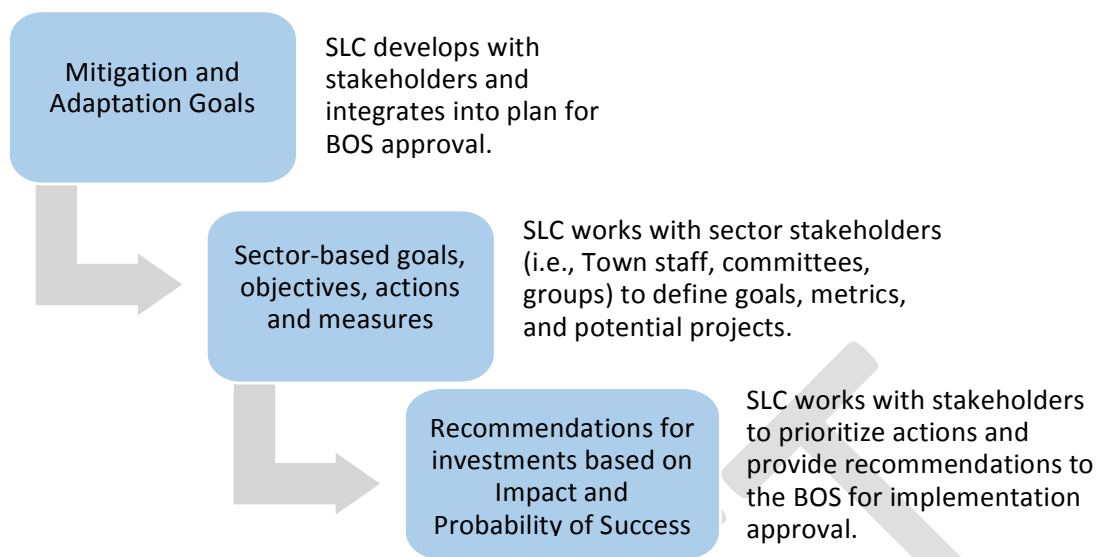 Mitigation and
Adaptation Goals
SLC develops with
stakeholders and
integrates into plan for
BOS approval.
Sector-based goals,
objectives, actions
and measures
SLC works with sector stakeholders
(i.e., Town staff, committees,
groups) to define goals, metrics,
and potential projects.
Recommendations for
investments based on
Impact and
Probability of Success
SLC works with stakeholders
to prioritize actions and
provide recommendations to
the BOS for implementation
approval.